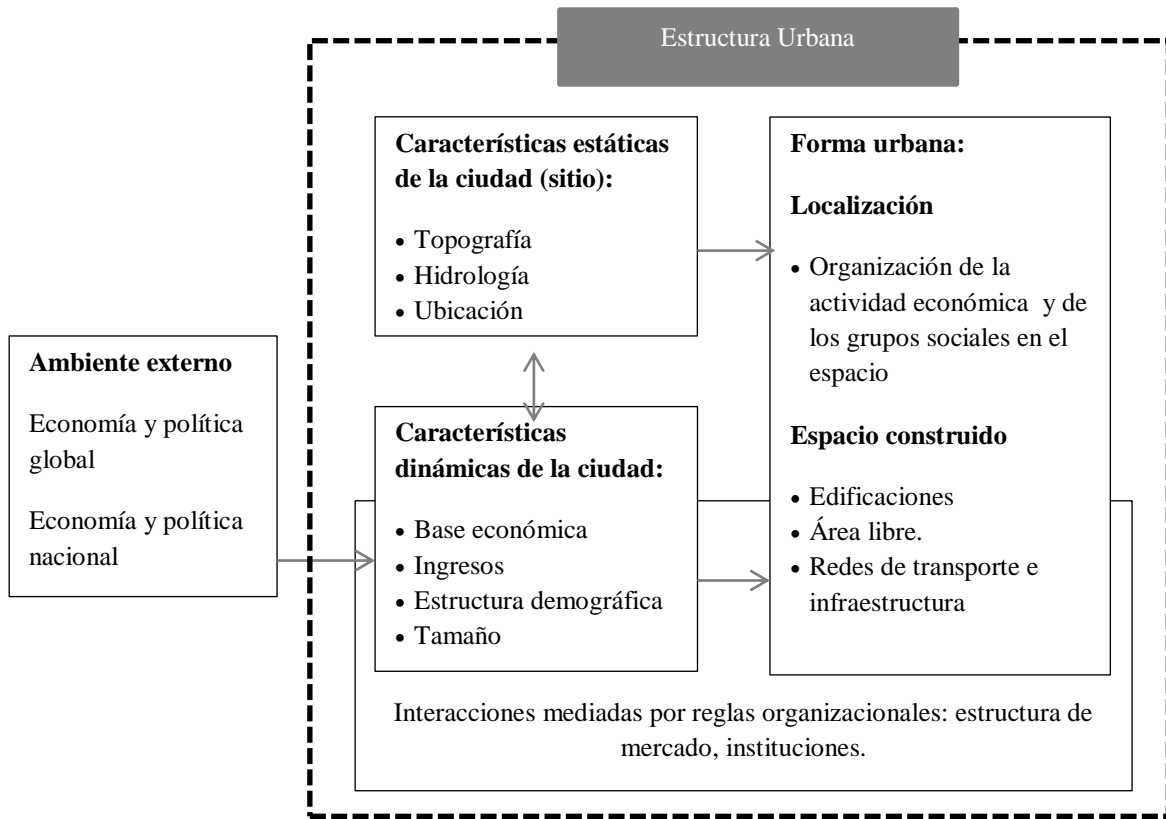 Estructura Urbana
Ambiente externo
Economía y política
global
Economía y política
nacional
Característícas estáticas
de la ciudad (sitio):
• Topografía
• Hidrología
• Ubicación
Característícas
dinámicas de la ciudad:
• Base económica
• Ingresos
• Estructura demográfica
• Tamaño
Forma urbana:
Localización
• Organización de la
actividad económica y de
los grupos sociales en el
espacio
Espacio construido
• Edificaciones
• Área libre.
• Redes de transporte e
infraestructura
Interacciones mediadas por reglas organizacionales: estructura de
mercado, instituciones.